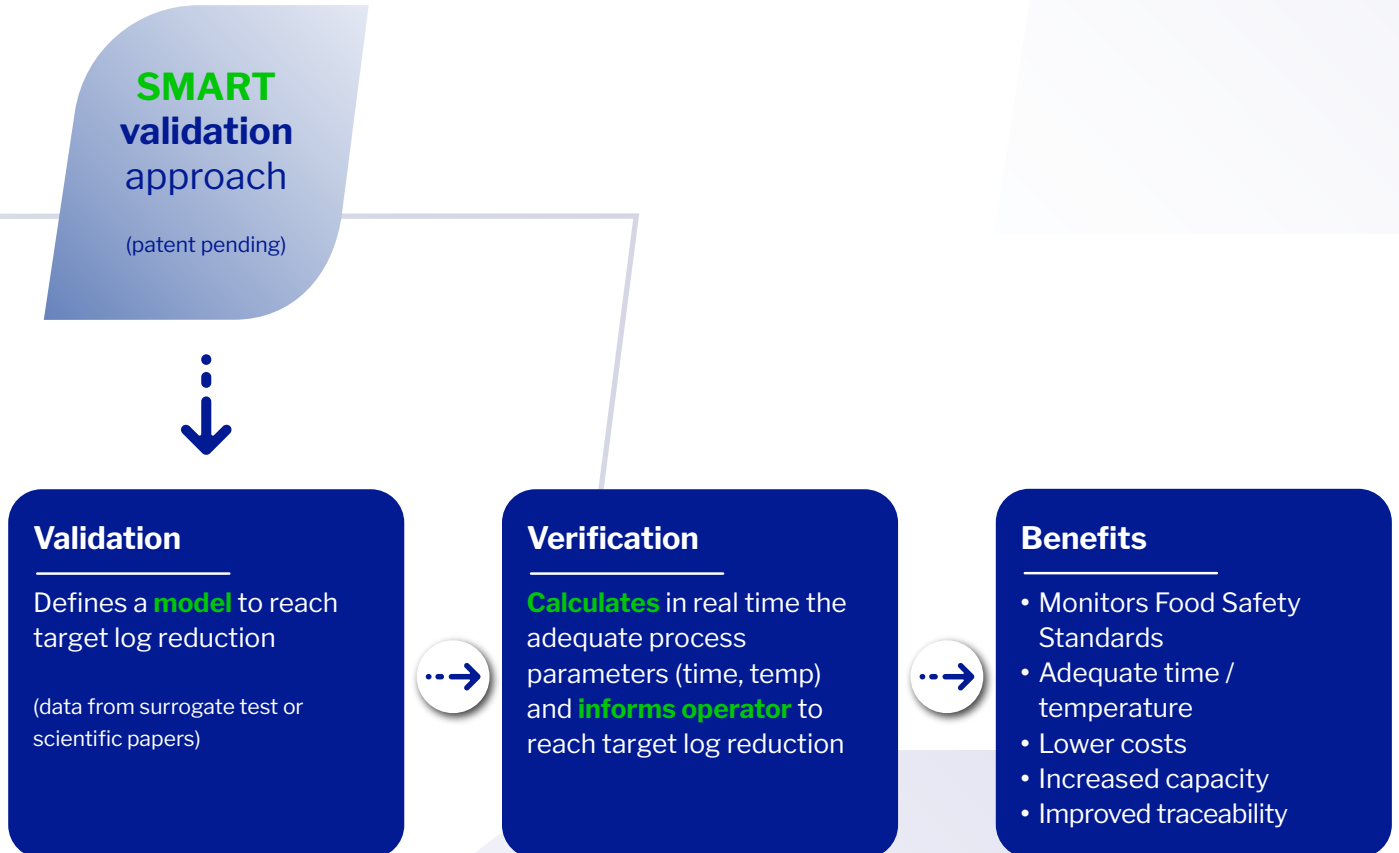 SMART
validation
approach
(patent pending)
Validation
Defines a model to reach
target log reduction
(data from surrogate test or
scientific papers)
Verification
Calculates in real time the
adequate process
parameters (time, temp)
and informs operator to
reach target log reduction
Benefits
• Monitors Food Safety
Standards
• Adequate time /
temperature
• Lower costs
• Increased capacity
• Improved traceability